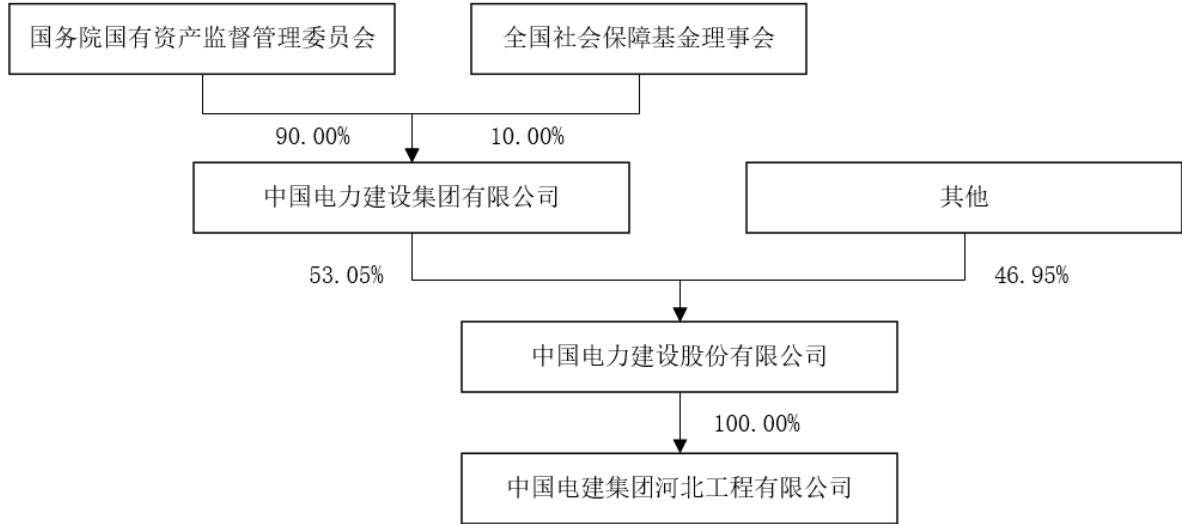 国务院国有资产监督管理委员会
全国社会保障基金理事会
90.00%
10.00%
中国电力建设集团有限公司
其他
53.05%
46.95%
中国电力建设股份有限公司
100.00%
中国电建集团河北工程有限公司